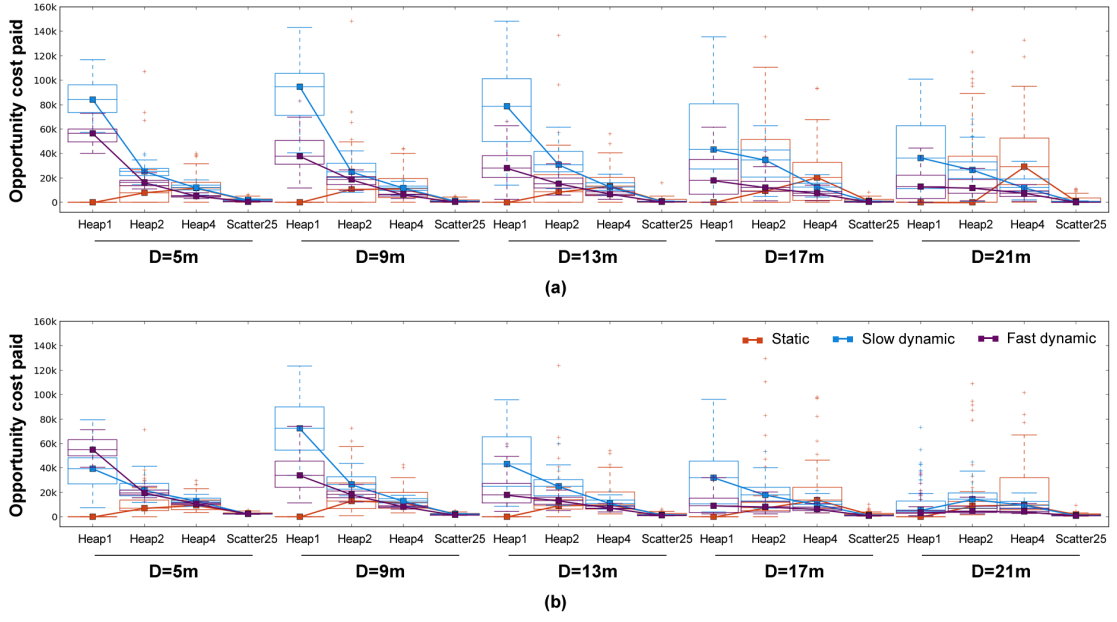 Opportunity cost paid
160k
140k
120k
100k
80k
60k
40k
20k
0
Heap1 Heap2 Heap4 Scatter25 Heap1 Heap2 Heap4 Scatter25 Heap1 Heap2 Heap4 Scatter25 Heap1 Heap2 Heap4 Scatter25 Heap1 Heap2 Heap4 Scatter25
D=5m D=9m D=13m D=17m D=21m
(a)
Opportunity cost paid
160k
140k
120k
100k
80k
60k
40k
20k
0
Static Slow dynamic Fast dynamic
Heap1 Heap2 Heap4 Scatter25 Heap1 Heap2 Heap4 Scatter25 Heap1 Heap2 Heap4 Scatter25 Heap1 Heap2 Heap4 Scatter25 Heap1 Heap2 Heap4 Scatter25
D=5m D=9m D=13m D=17m D=21m
(b)